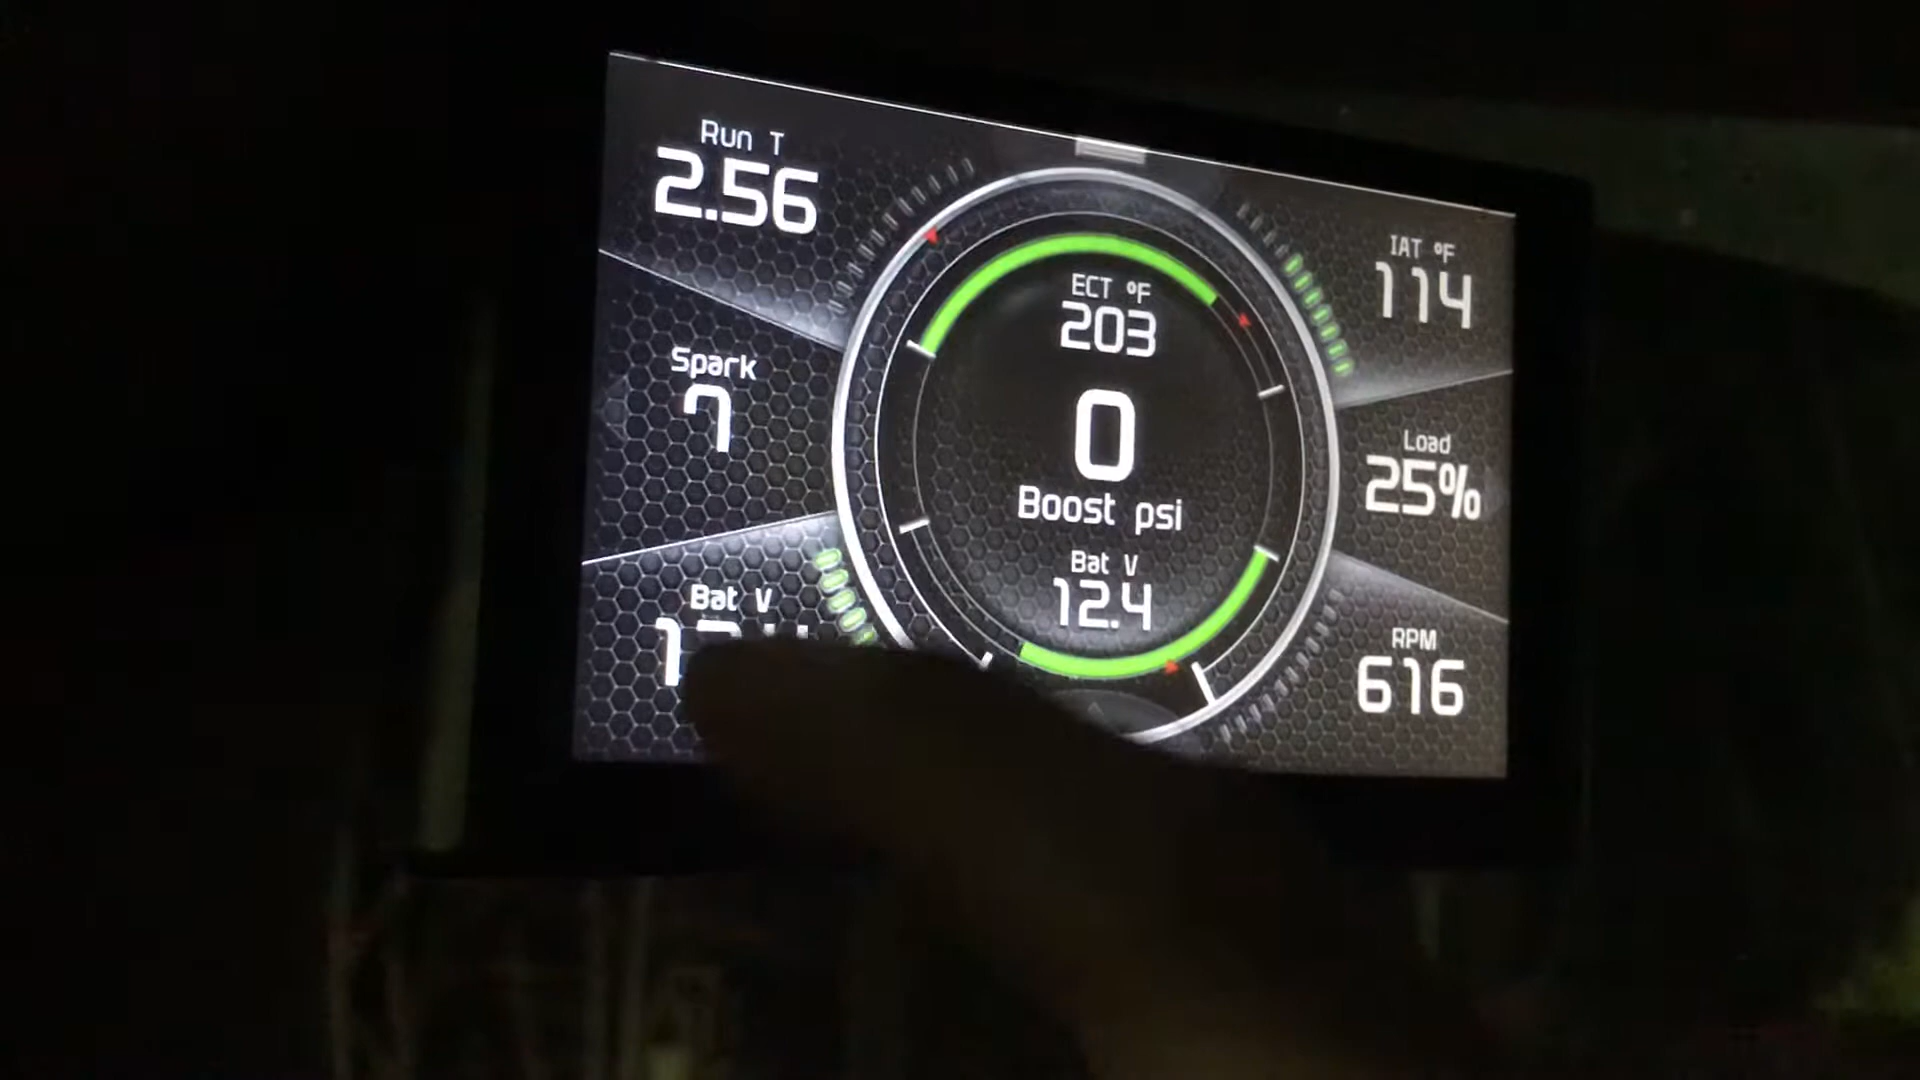 Run T
2.56
Spark
7
Bat V
ECT °F
203
0
Boost psi
Bat V
12.4
IAT °F
114
Load
25%
RPM
616